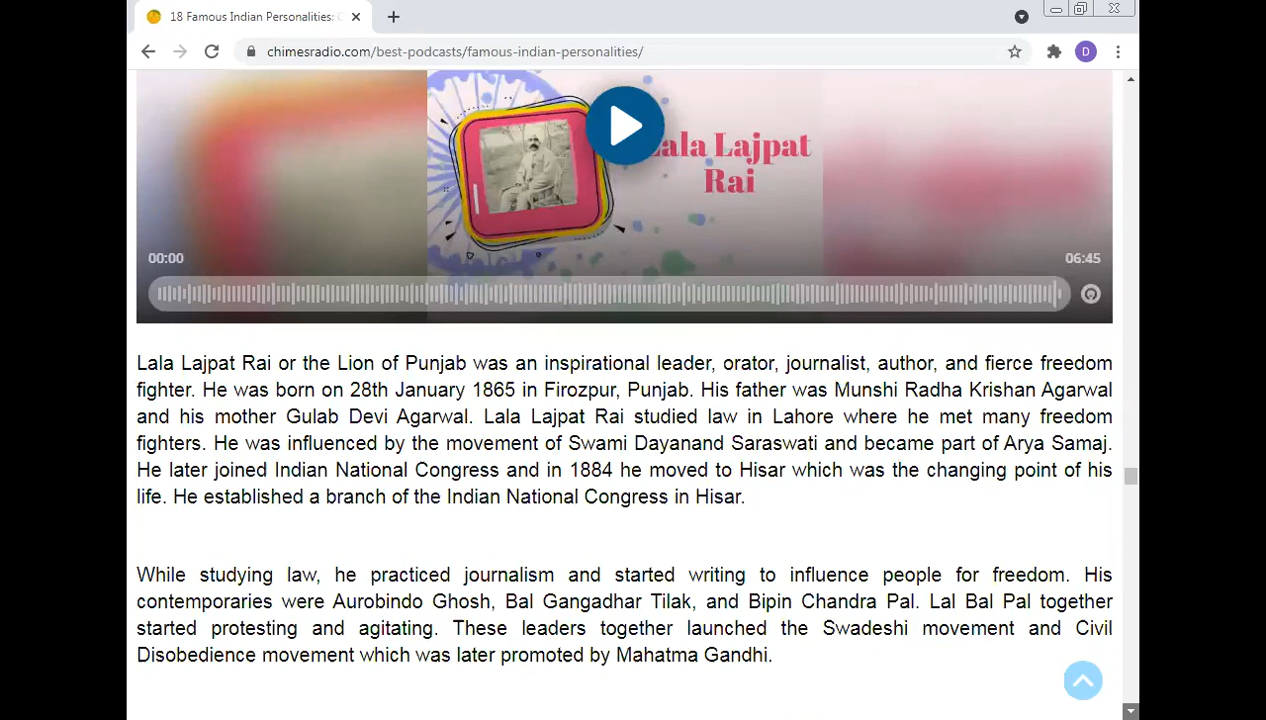 18 Famous Indian Personalities:
chimesradio.com/best-podcasts/famous-indian-personalities/
D
Lala Lajpat
Rai
00:00
06:45
Lala Lajpat Rai or the Lion of Punjab was an inspirational leader, orator, journalist, author, and fierce freedom
fighter. He was born on 28th January 1865 in Firozpur, Punjab. His father was Munshi Radha Krishan Agarwal
and his mother Gulab Devi Agarwal. Lala Lajpat Rai studied law in Lahore where he met many freedom
fighters. He was influenced by the movement of Swami Dayanand Saraswati and became part of Arya Samaj.
He later joined Indian National Congress and in 1884 he moved to Hisar which was the changing point of his
life. He established a branch of the Indian National Congress in Hisar.
While studying law, he practiced journalism and started writing to influence people for freedom. His
contemporaries were Aurobindo Ghosh, Bal Gangadhar Tilak, and Bipin Chandra Pal. Lal Bal Pal together
started protesting and agitating. These leaders together launched the Swadeshi movement and Civil
Disobedience movement which was later promoted by Mahatma Gandhi.